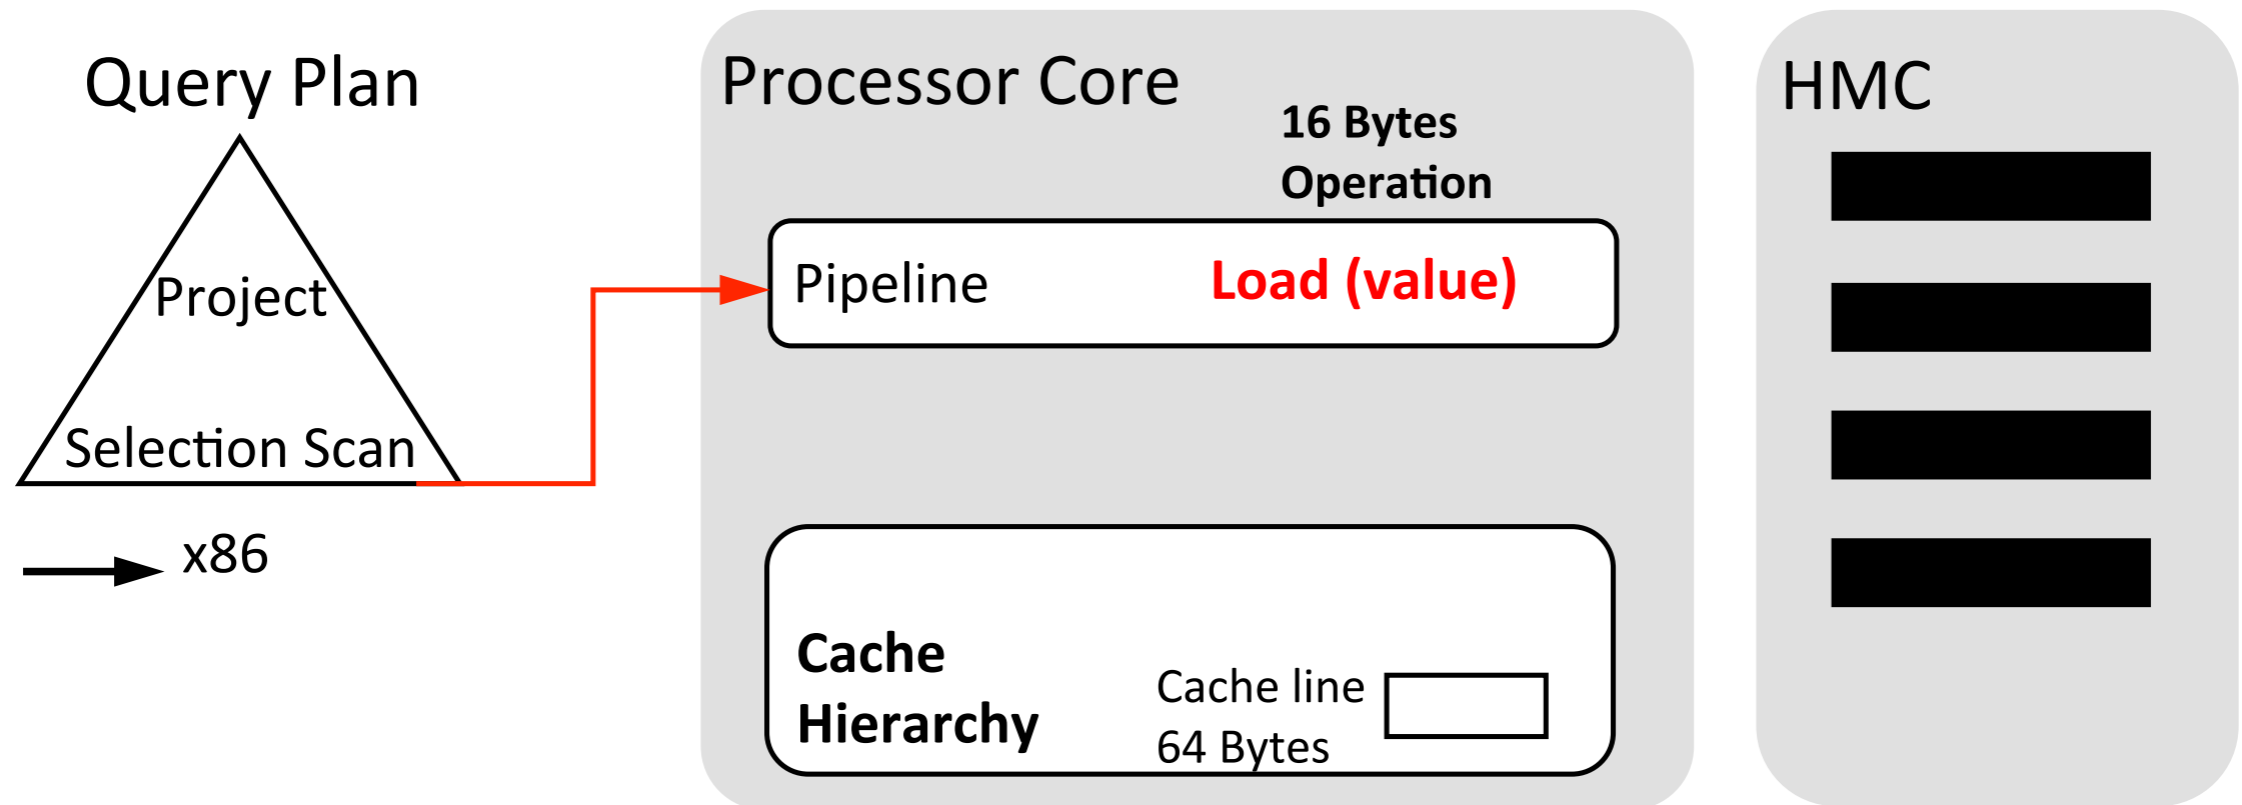 Query Plan
Project
Selection Scan
x86
Processor Core
16 Bytes
Operation
Pipeline
Load (value)
Cache
Hierarchy
Cache line
64 Bytes
HMC